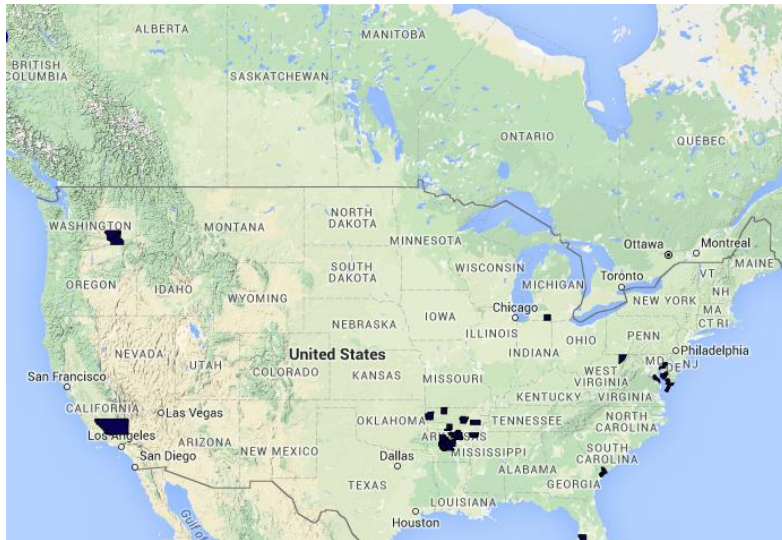 ALBERTA
MANITOBA
BRITISH
COLUMBIA
SASKATCHEWAN
ONTARIO
QUÉBEC
WASHINGTON
MONTANA
NORTH
DAKOTA
MINNESOTA
Ottawa
Montreal
MAINE
OREGON
IDAHO
SOUTH
DAKOTA
WISCONSIN
MICHIGAN
Toronto
VT
NH
WYOMING
NEW YORK
MA
CT RI
Chicago
IOWA
NEBRASKA
ILLINOIS
INDIANA
OHIO
PENN
Philadelphia
NEVADA
UTAH
United States
COLORADO
KANSAS
MISSOURI
WEST
VIRGINIA
MD
DE
NJ
San Francisco
KENTUCKY
VIRGINIA
CALIFORNIA
Las Vegas
OKLAHOMA
TENNESSEE
NORTH
CAROLINA
Los Angeles
ARIZONA
NEW MEXICO
ARKANSAS
MISSISSIPPI
SOUTH
CAROLINA
San Diego
Dallas
ALABAMA
GEORGIA
TEXAS
LOUISIANA
Houston
Gulf of